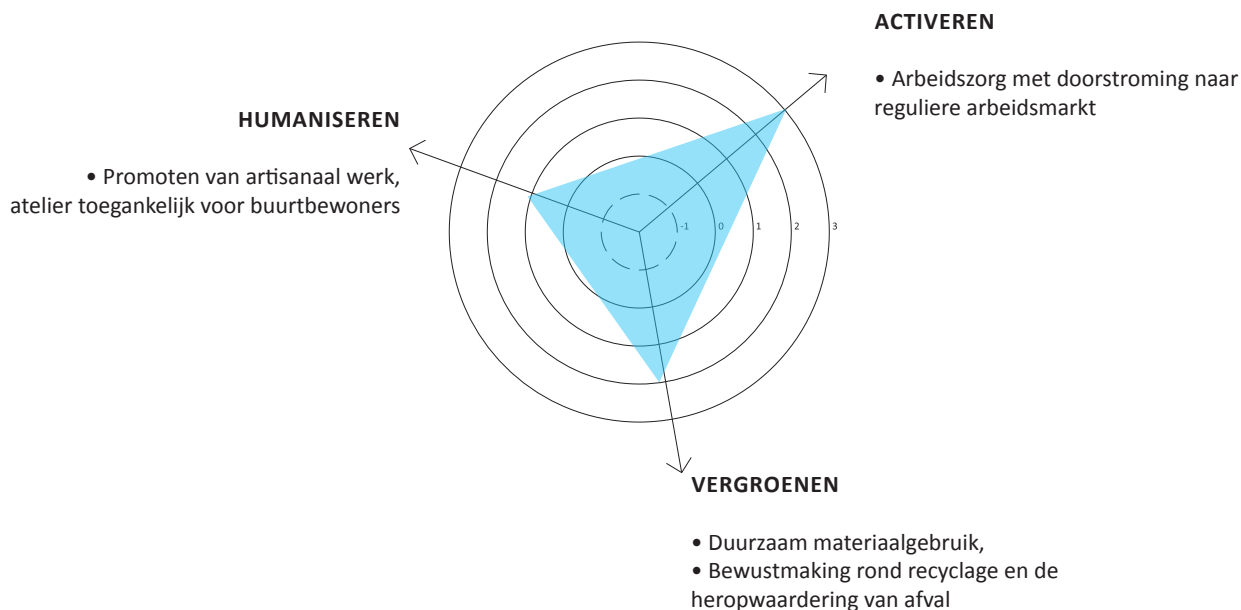 ACTIVEREN
• Arbeidszorg met doorstroming naar
reguliere arbeidsmarkt
HUMANISEREN
• Promoten van artisanaal werk,
atelier toegankelijk voor buurtbewoners
-1 0 1 2 3
VERGROENEN
• Duurzaam materiaalgebruik,
• Bewustmaking rond recyclage en de
heropwaardering van afval